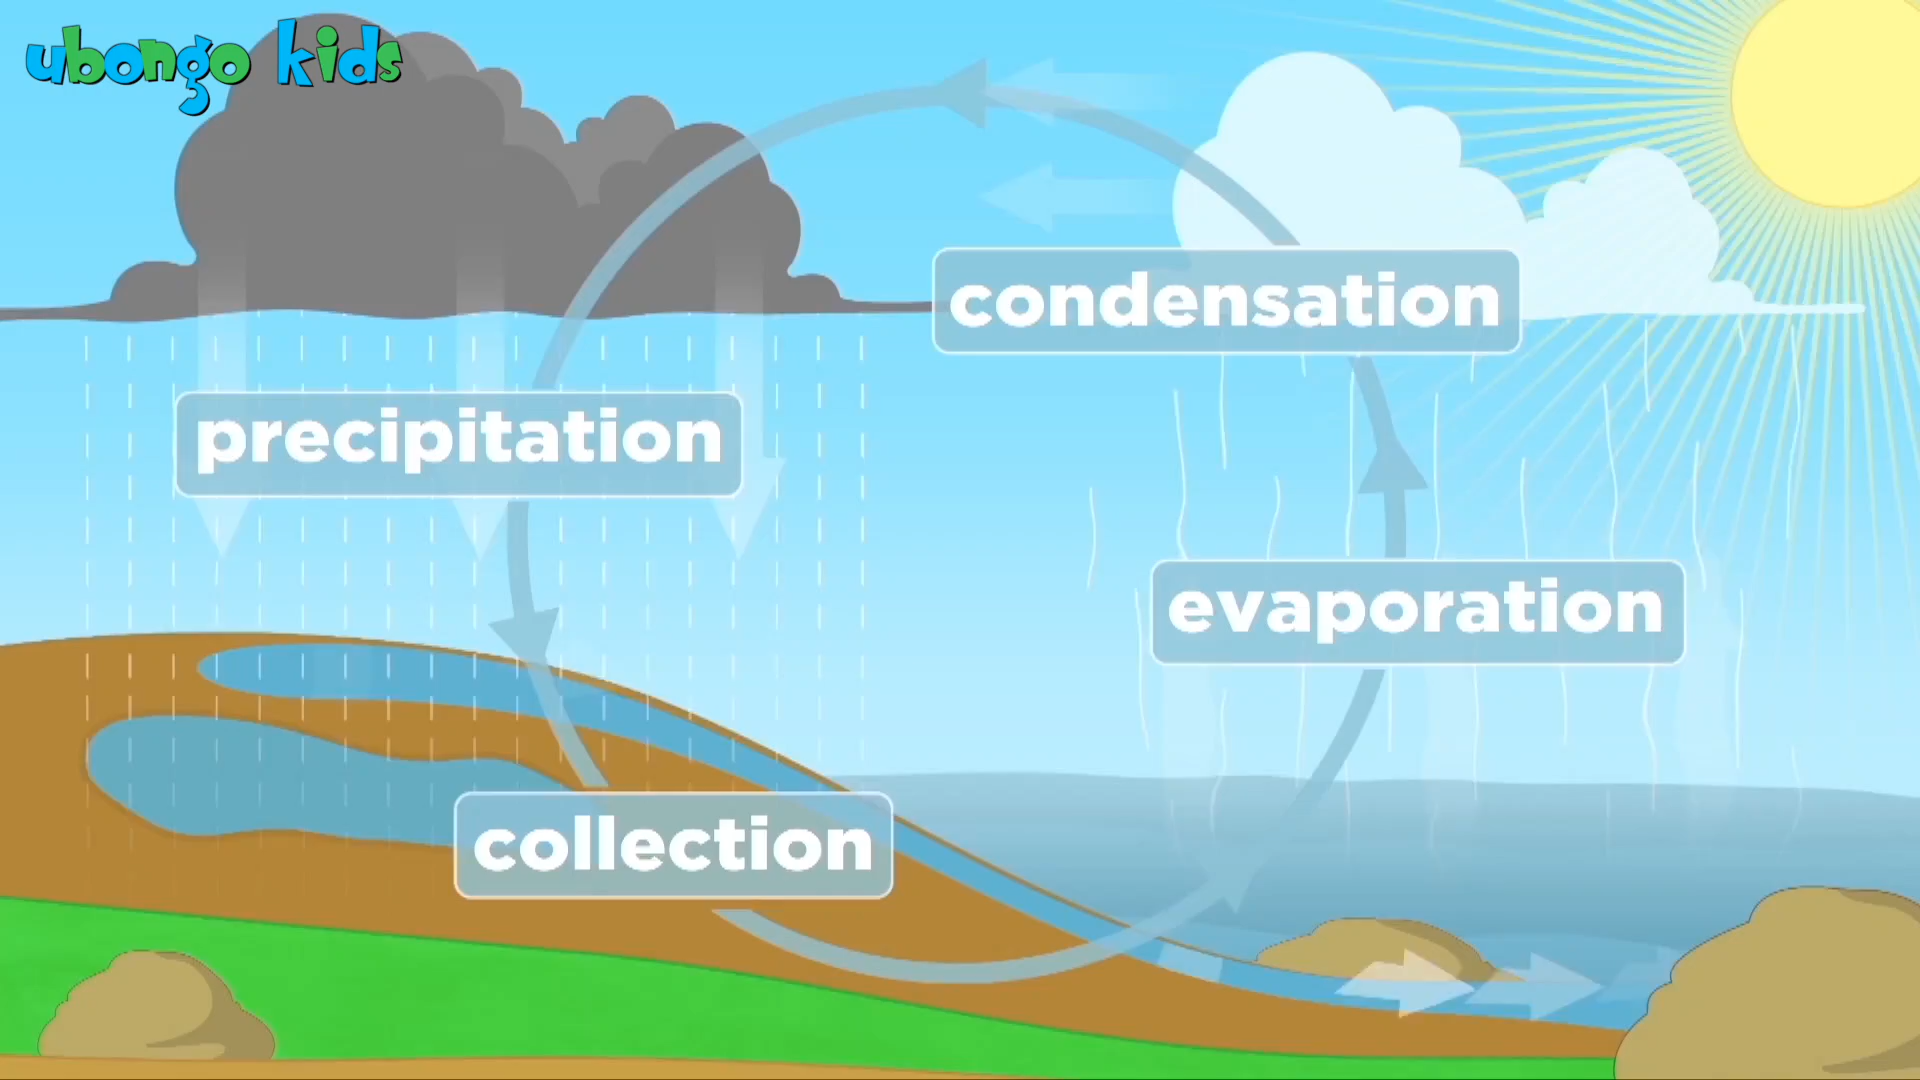 ubongo kids
condensation
precipitation
evaporation
collection